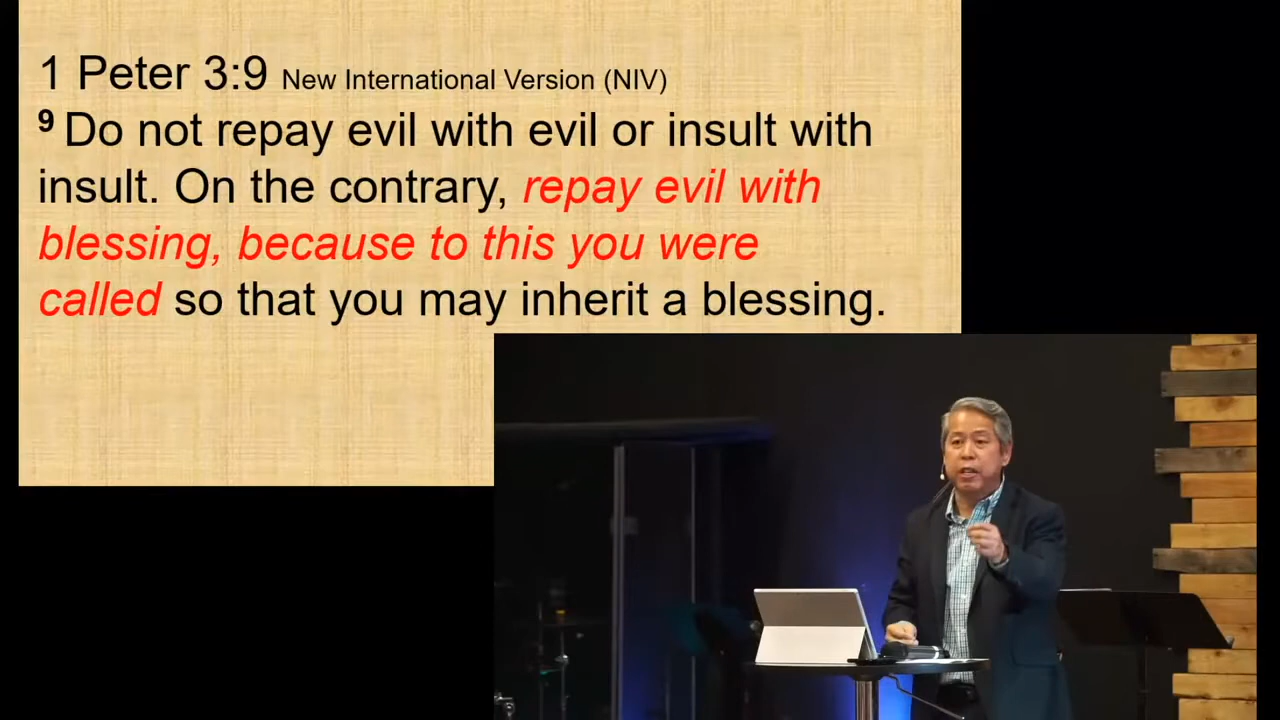 1 Peter 3:9 New International Version (NIV)
9 Do not repay evil with evil or insult with
insult. On the contrary, repay evil with
blessing, because to this you were
called so that you may inherit a blessing.